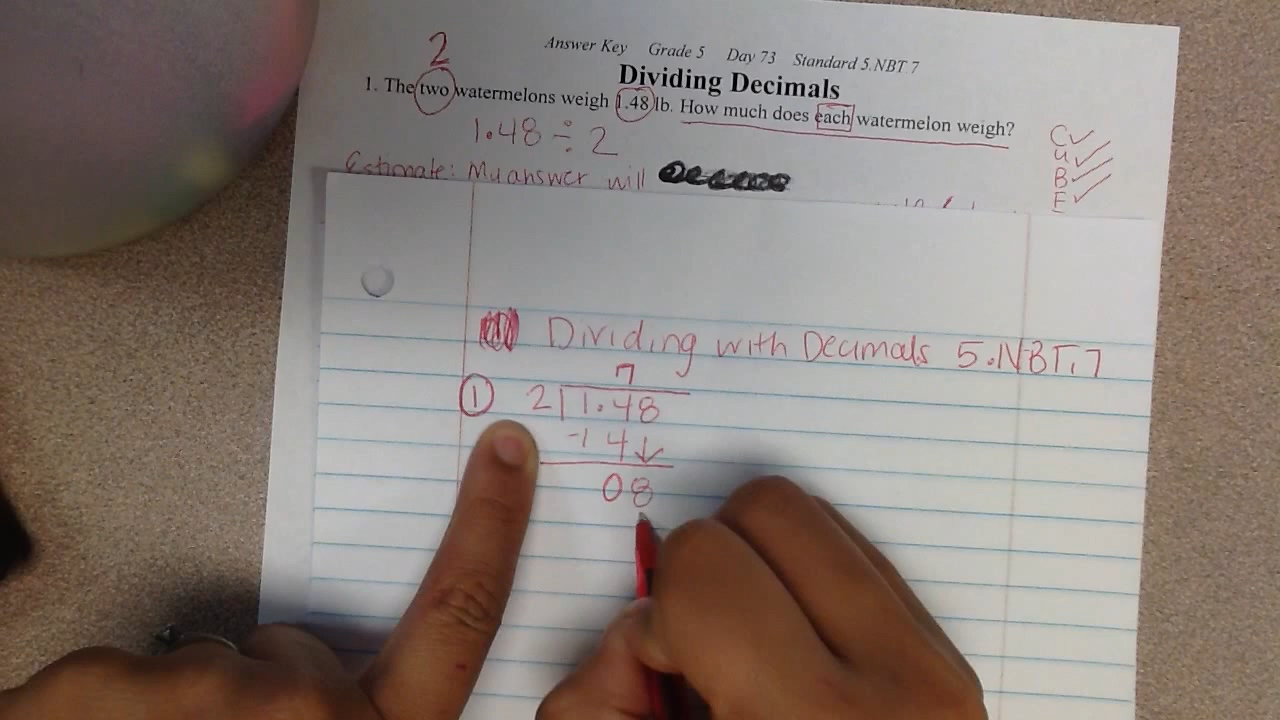 2
Answer Key Grade 5 Day 73 Standard 5.NBT 7
Dividing Decimals
1. The two watermelons weigh 1.48 lb. How much does each watermelon weigh?
1.48 ÷ 2
Estimate: My answer will
C✓
U✓
B✓
E✓
Dividing with Decimals 5.NBT.7
7
1 2 1.48
-14↓
08